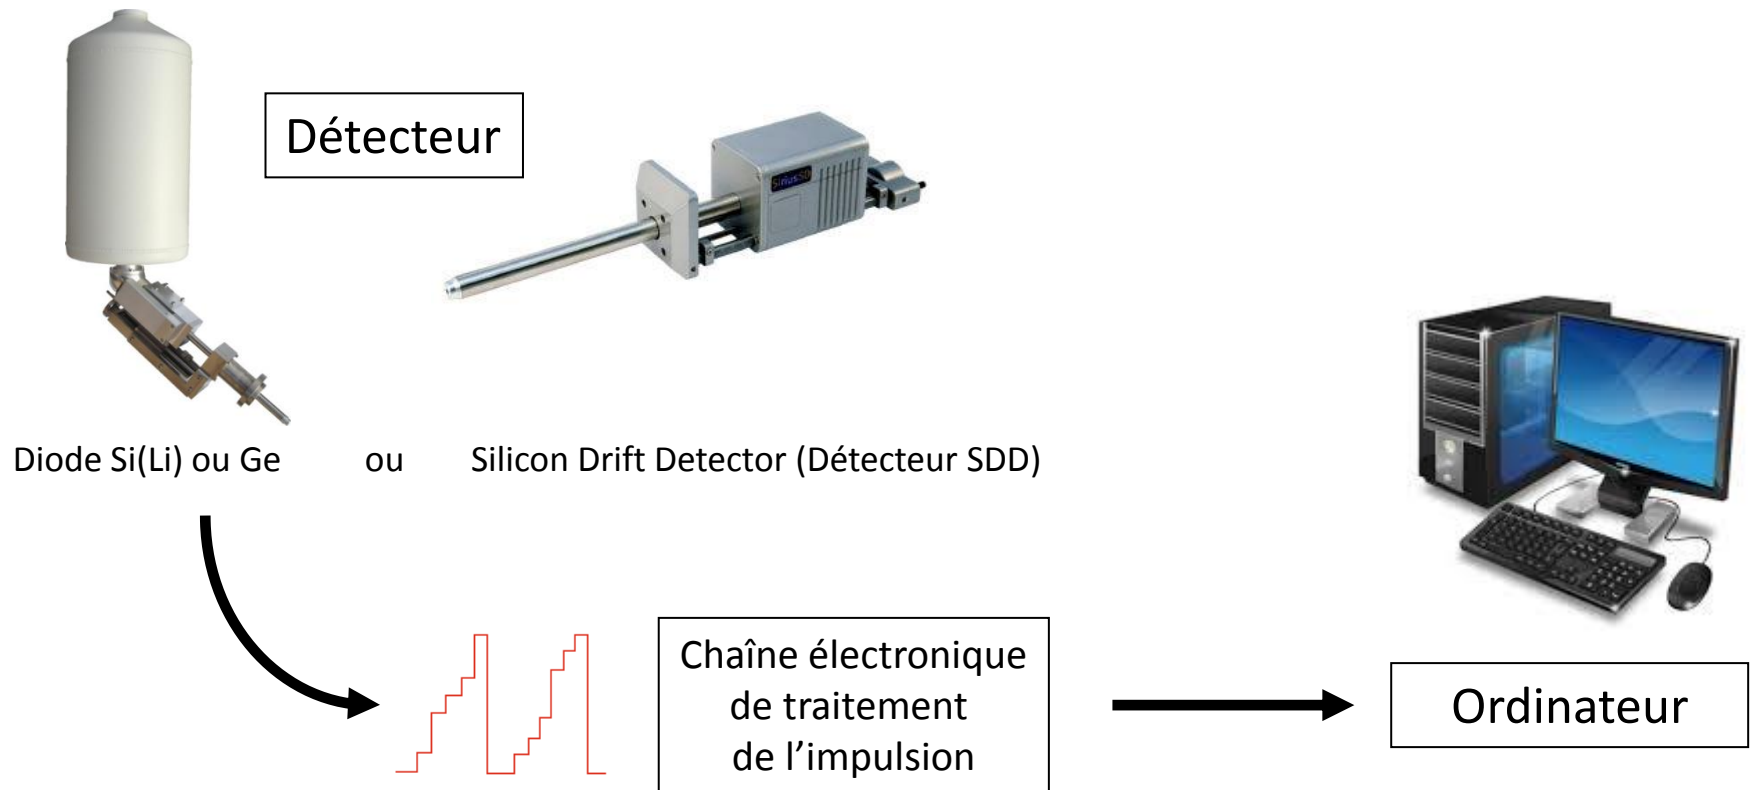 Détecteur
SiriusSD
Diode Si(Li) ou Ge ou Silicon Drift Detector (Détecteur SDD)
Chaîne électronique
de traitement
de l’impulsion
Ordinateur